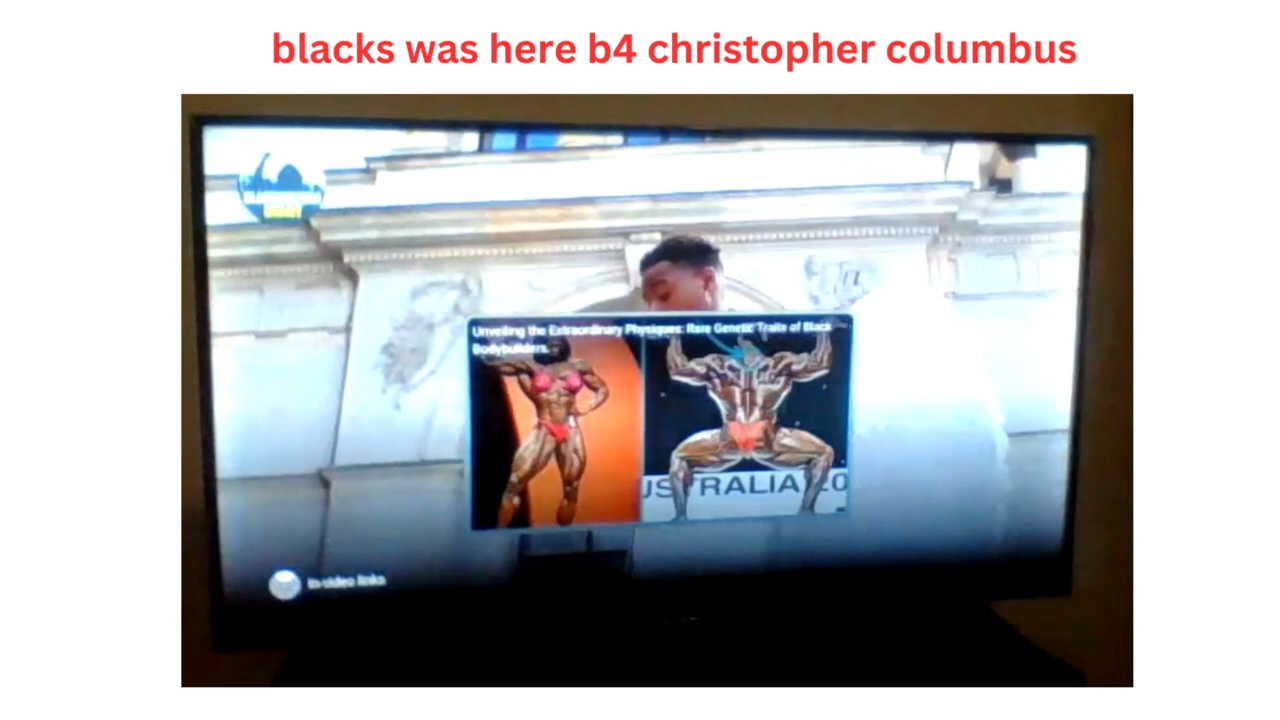 blacks was here b4 christopher columbus
Unveiling the Extraordinary Physiques: Rare Genetic Traits of Black
Bodybuilders.
USTRALIA 20
In-video links